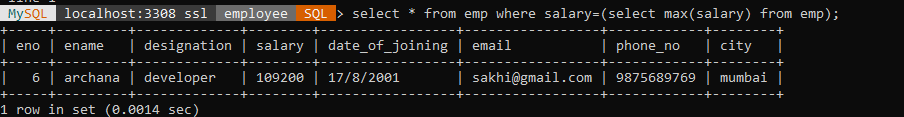 MySQL localhost:3308 ssl employee SQL > select * from emp where salary=(select max(salary) from emp);
+-----+---------+-------------+--------+-----------------+-----------------+------------+--------+
| eno | ename   | designation | salary | date_of_joining | email           | phone_no   | city   |
+-----+---------+-------------+--------+-----------------+-----------------+------------+--------+
|   6 | archana | developer   | 109200 | 17/8/2001       | sakhi@gmail.com | 9875689769 | mumbai |
+-----+---------+-------------+--------+-----------------+-----------------+------------+--------+
1 row in set (0.0014 sec)